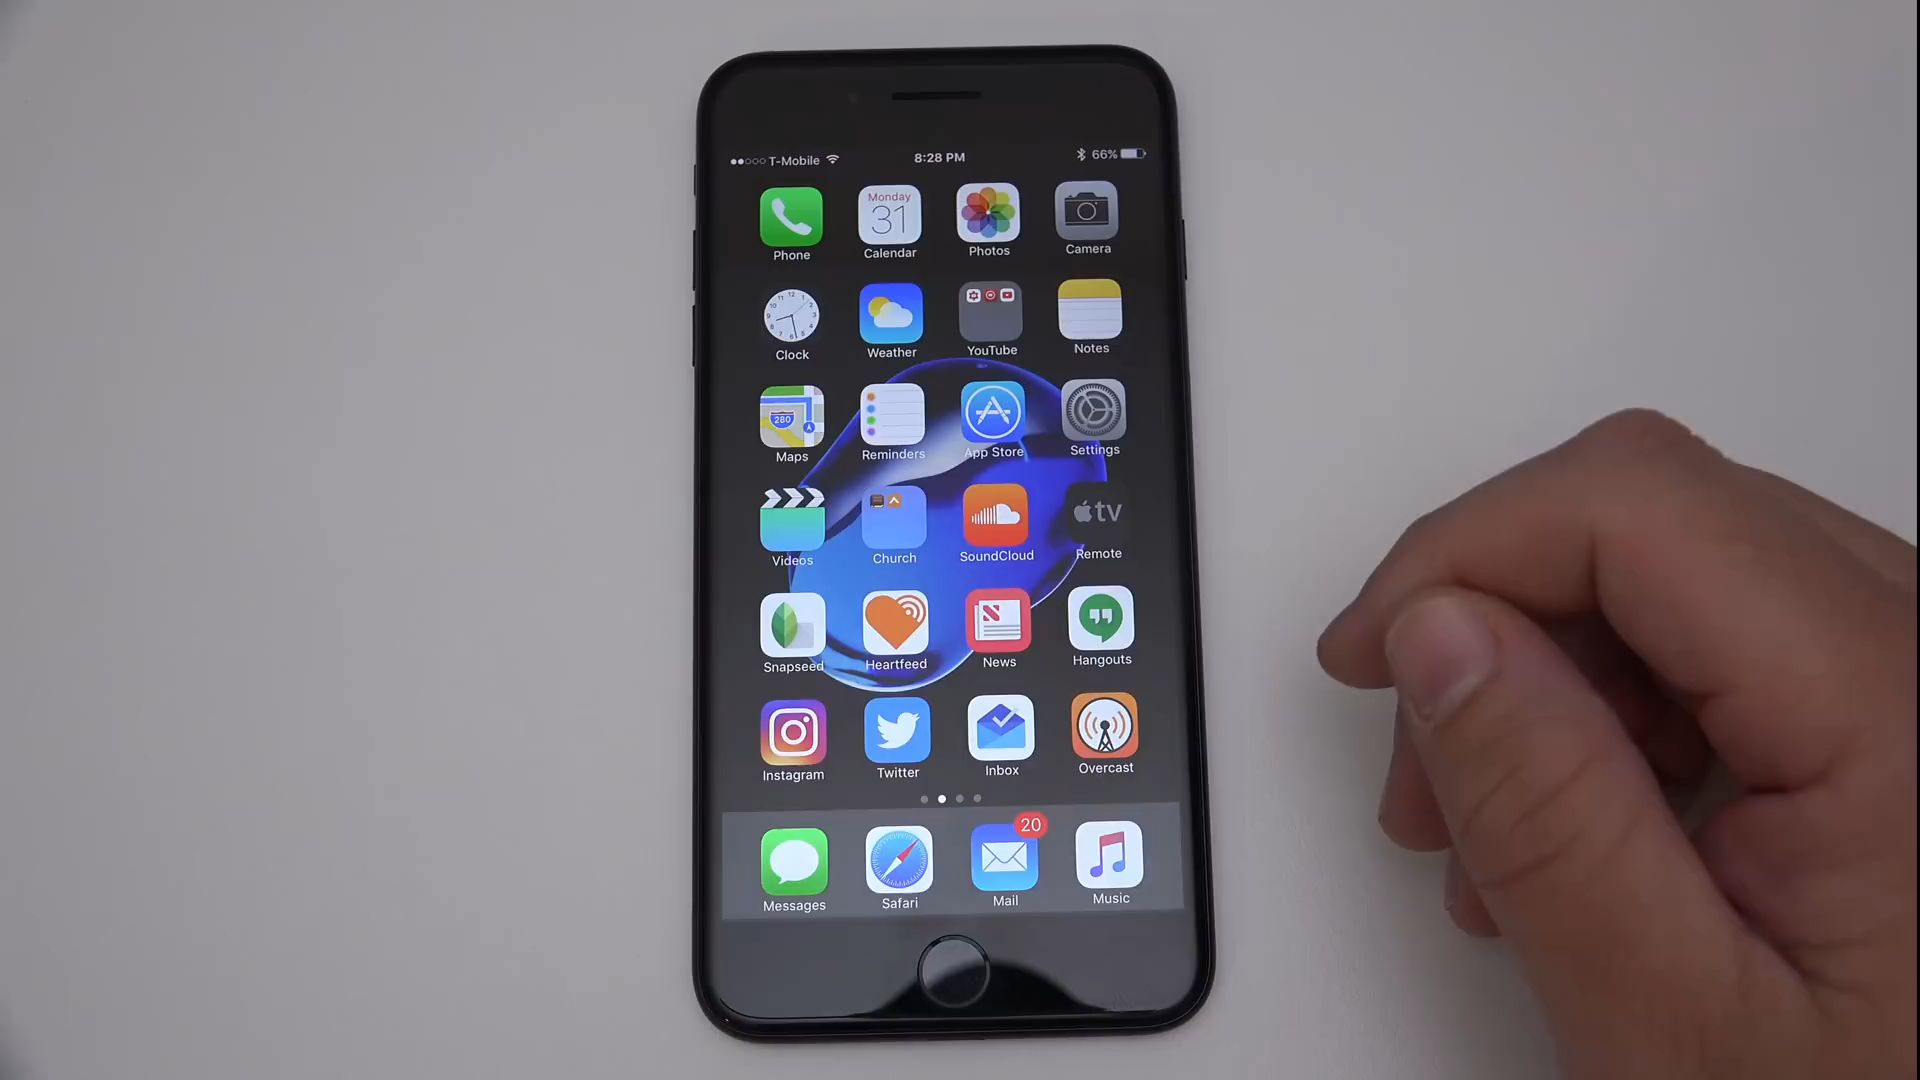 T-Mobile 8:28 PM 66%
Monday
31
Phone Calendar Photos Camera
Clock Weather YouTube Notes
280
Maps Reminders App Store Settings
tv
Videos Church SoundCloud Remote
Snapseed Heartfeed News Hangouts
Instagram Twitter Inbox Overcast
20
Messages Safari Mail Music